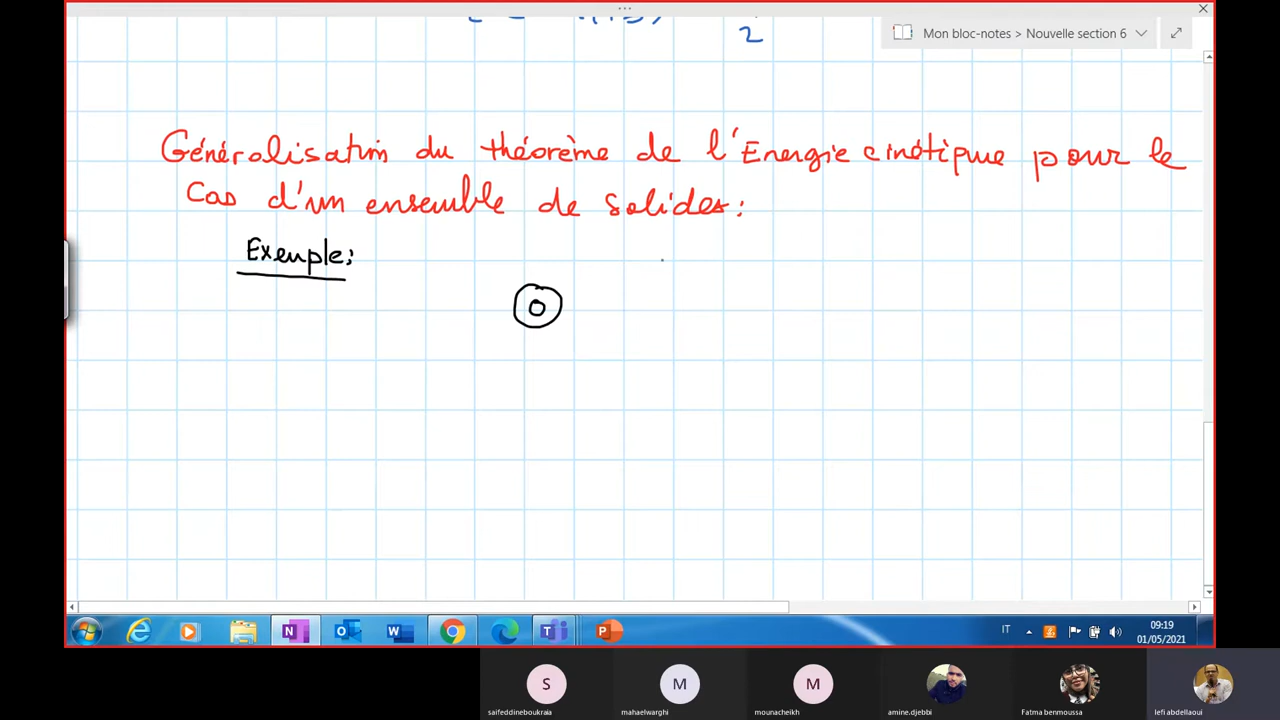 2
Mon bloc-notes > Nouvelle section 6
Généralisation du théorème de l'Energie cinétique pour le
Cas d'un ensemble de Solides:
Exemple:
IT
09:19
01/05/2021
S
M
M
saifeddineboukraia
mahaelwarghi
mounacheikh
amine.djebbi
Fatma benmoussa
lefi abdellaoui